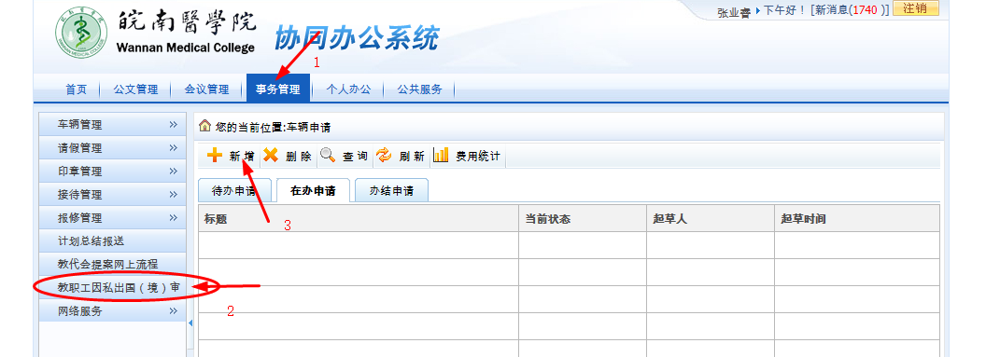 皖南醫學院
Wannan Medical College
协同办公系统
张业睿 下午好！ [新消息(1740 )] 注销
1
首页 公文管理 会议管理 事务管理 个人办公 公共服务
车辆管理 »
请假管理 »
印章管理 »
接待管理 »
报修管理 »
计划总结报送
教代会提案网上流程
教职工因私出国（境）审
网络服务 »
2
您的当前位置:车辆申请
新 增 删 除 查 询 刷 新 费用统计
待办申请 在办申请 办结申请
3
标题 当前状态 起草人 起草时间